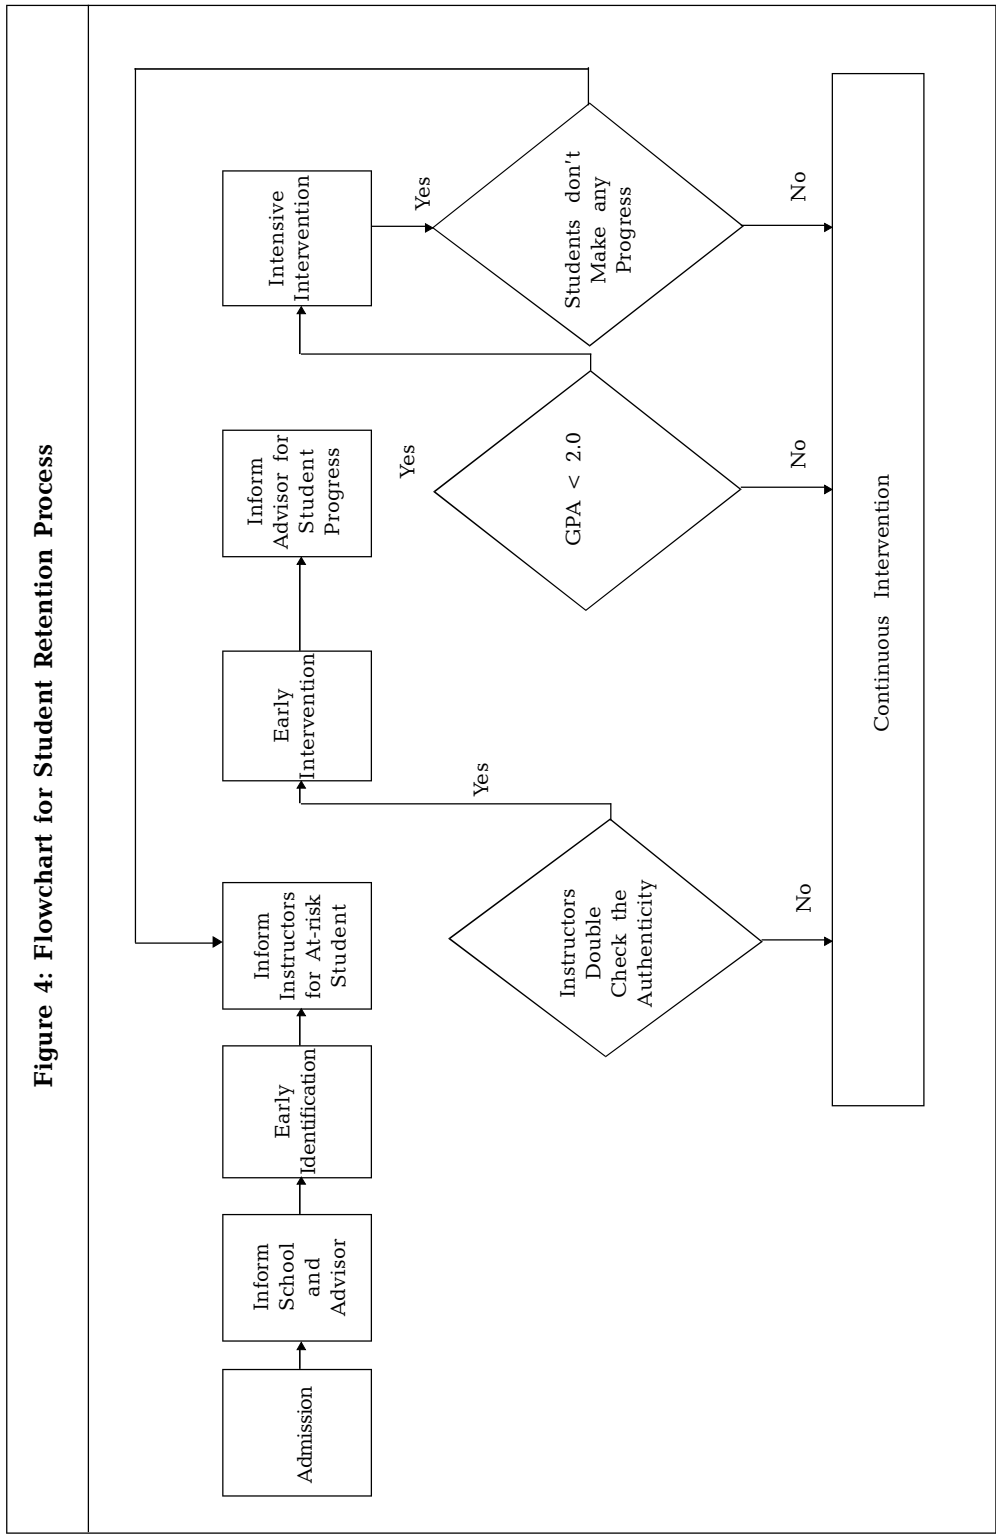 Figure 4: Flowchart for Student Retention Process
Admission
Inform
School
and
Advisor
Early
Identification
Inform
Instructors
for At-risk
Student
Early
Intervention
Inform
Advisor for
Student
Progress
Intensive
Intervention
Instructors
Double
Check the
Authenticity
Yes
No
GPA < 2.0
Yes
No
Students don't
Make any
Progress
Yes
No
Continuous Intervention